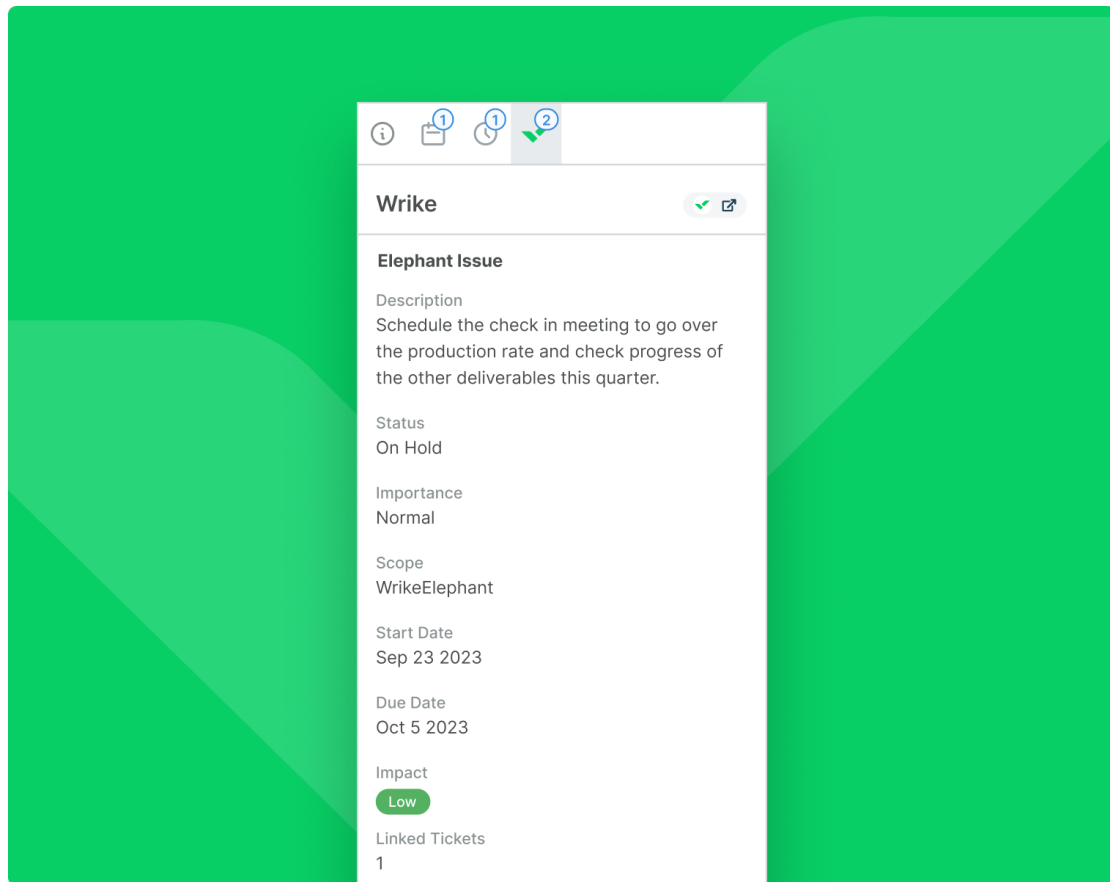 1
1
2
Wrike
Elephant Issue
Description
Schedule the check in meeting to go over
the production rate and check progress of
the other deliverables this quarter.
Status
On Hold
Importance
Normal
Scope
WrikeElephant
Start Date
Sep 23 2023
Due Date
Oct 5 2023
Impact
Low
Linked Tickets
1